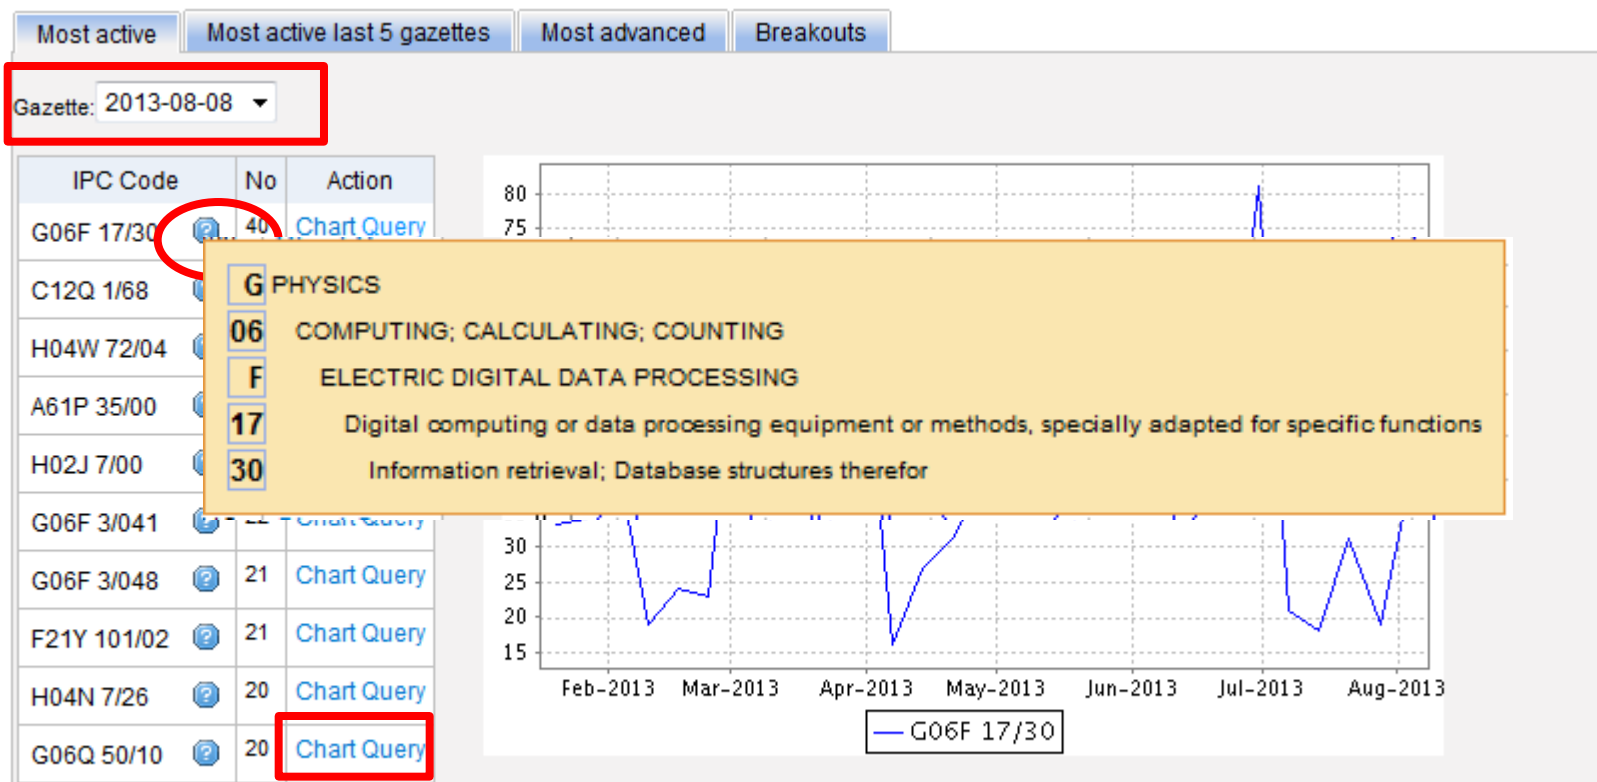 Most active Most active last 5 gazettes Most advanced Breakouts
Gazette: 2013-08-08
IPC Code No Action
G06F 17/30 40 Chart Query
C12Q 1/68
H04W 72/04
A61P 35/00
H02J 7/00
G06F 3/041 22 Chart Query
G06F 3/048 21 Chart Query
F21Y 101/02 21 Chart Query
H04N 7/26 20 Chart Query
G06Q 50/10 20 Chart Query
G PHYSICS
06 COMPUTING; CALCULATING; COUNTING
F ELECTRIC DIGITAL DATA PROCESSING
17 Digital computing or data processing equipment or methods, specially adapted for specific functions
30 Information retrieval; Database structures therefor
80
75
30
25
20
15
Feb-2013 Mar-2013 Apr-2013 May-2013 Jun-2013 Jul-2013 Aug-2013
G06F 17/30